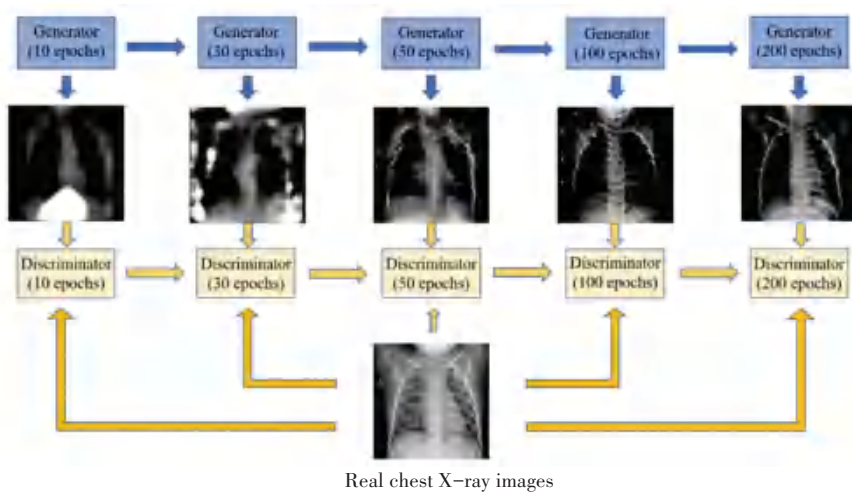 Generator
(10 epochs)
Generator
(30 epochs)
Generator
(50 epochs)
Generator
(100 epochs)
Generator
(200 epochs)
Discriminator
(10 epochs)
Discriminator
(30 epochs)
Discriminator
(50 epochs)
Discriminator
(100 epochs)
Discriminator
(200 epochs)
Real chest X-ray images